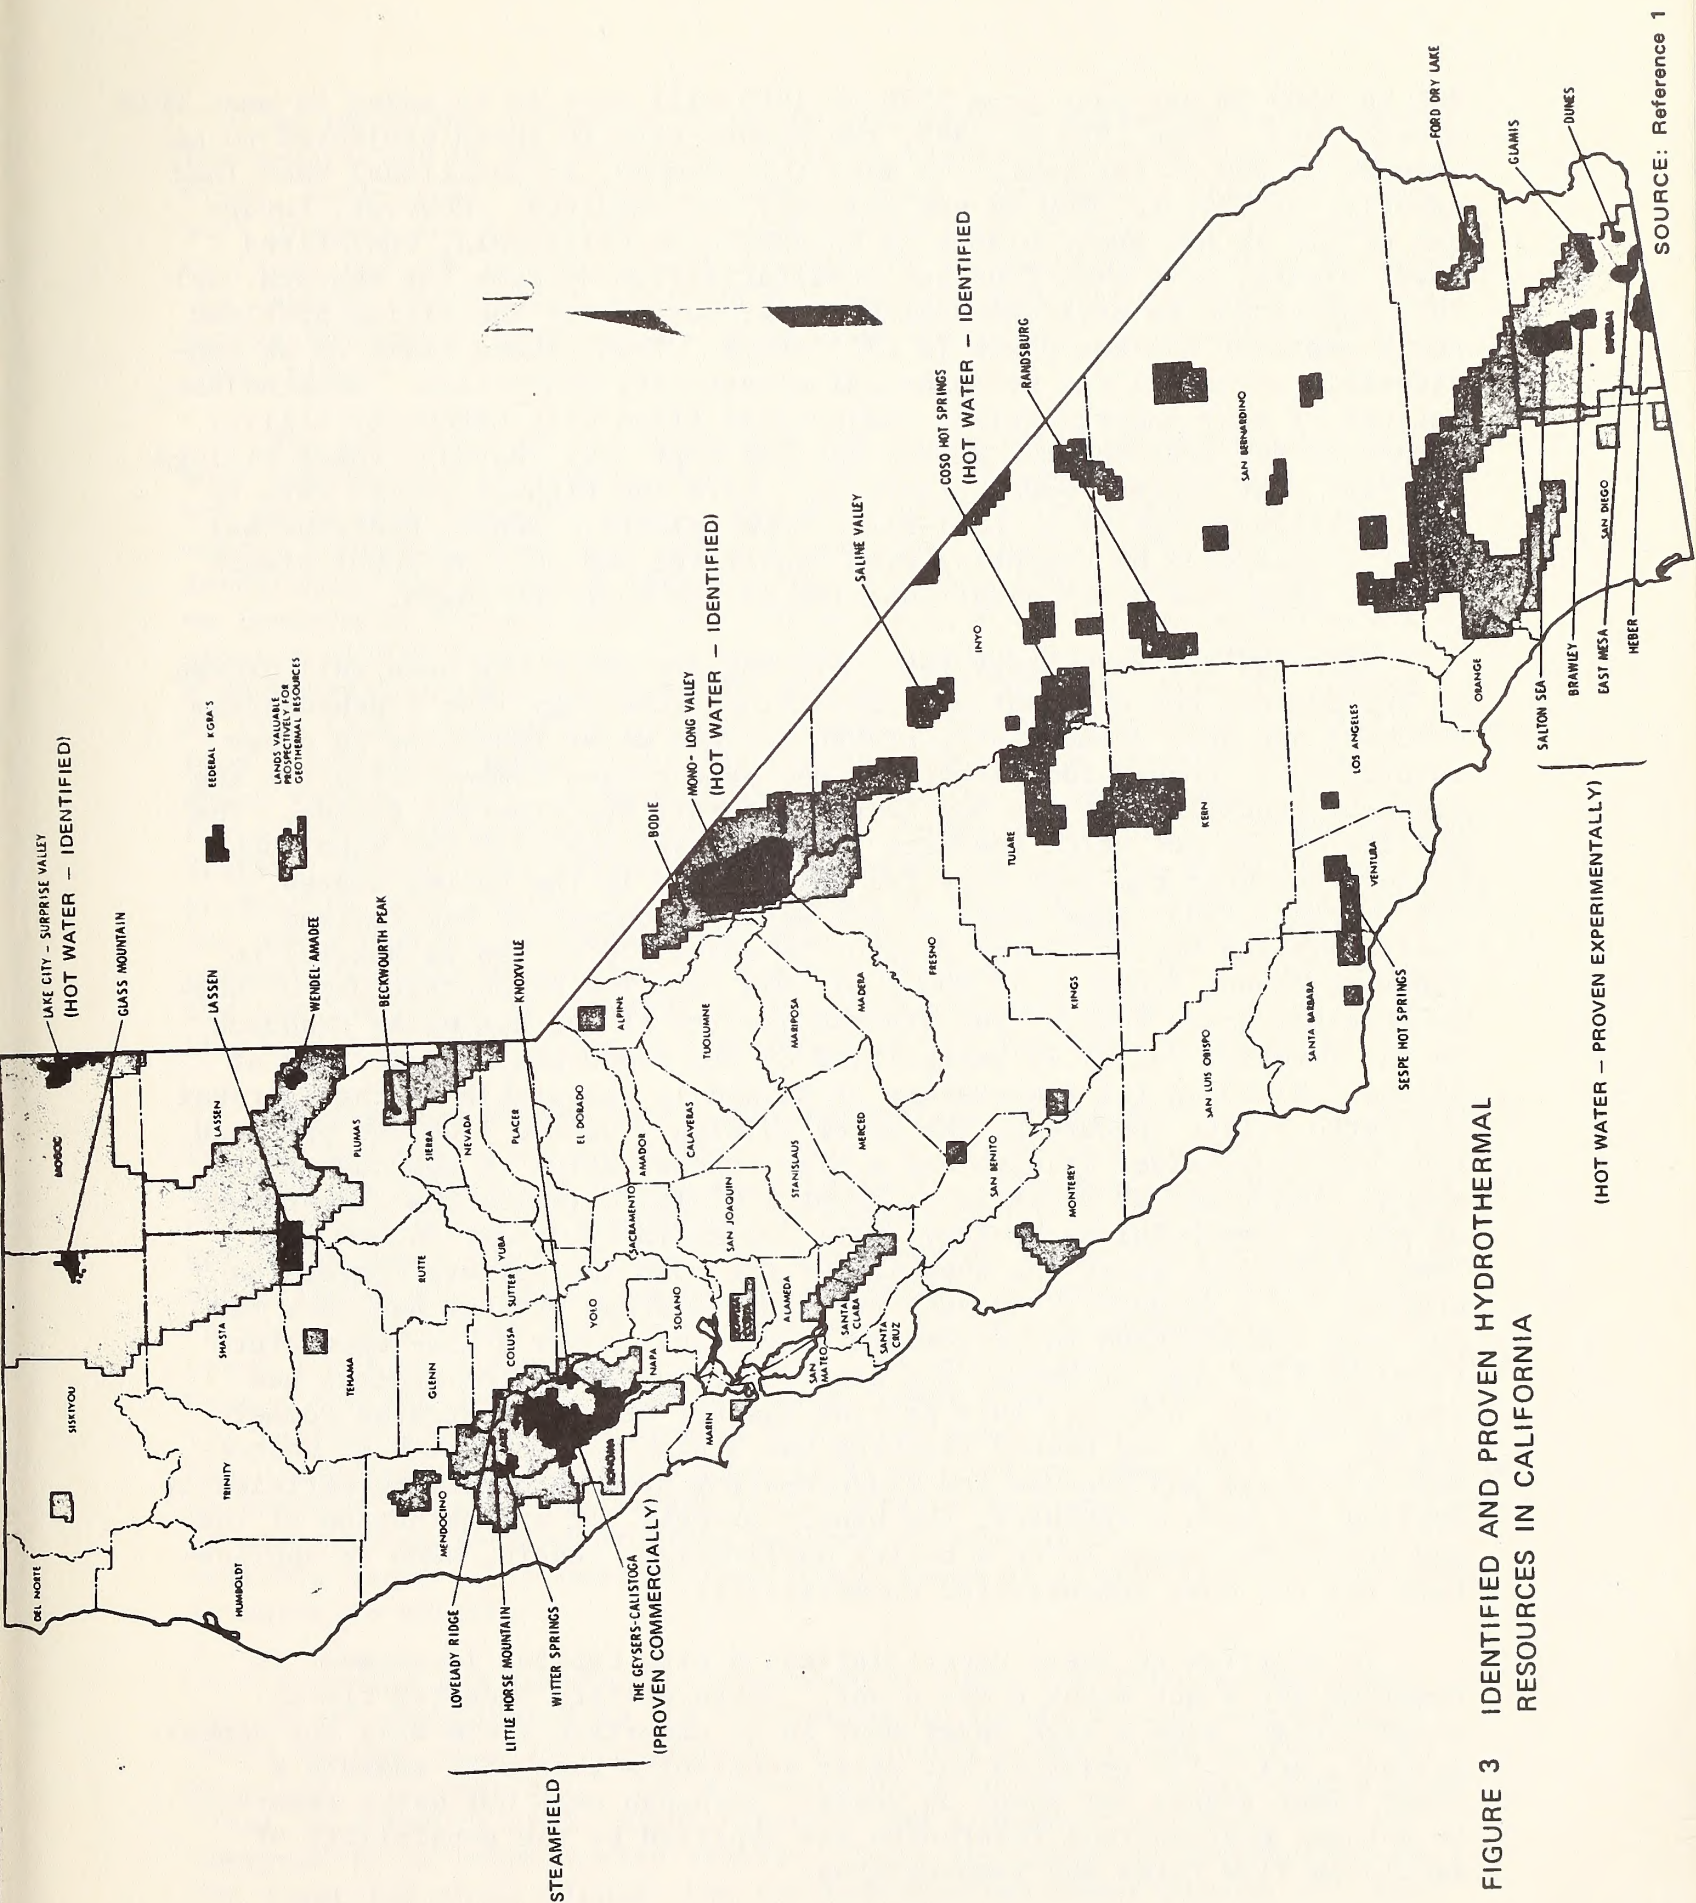 LAKE CITY - SURPRISE VALLEY
(HOT WATER — IDENTIFIED)
GLASS MOUNTAIN
LASSEN
WENDEL AMADEE
BECKWOURTH PEAK
KNOXVILLE
FEDERAL KGRA'S
LANDS VALUABLE
PROSPECTIVELY FOR
GEOTHERMAL RESOURCES
BODIE
MONO- LONG VALLEY
(HOT WATER — IDENTIFIED)
SALINE VALLEY
COSO HOT SPRINGS
(HOT WATER — IDENTIFIED)
RANDSBURG
FORD DRY LAKE
GLAMIS
DUNES
N
DEL NORTE
SISKIYOU
MODOC
HUMBOLDT
TRINITY
SHASTA
LASSEN
TEHAMA
PLUMAS
MENDOCINO
GLENN
BUTTE
SIERRA
NEVADA
LAKE
COLUSA
SUTTER
YUBA
PLACER
SONOMA
NAPA
YOLO
EL DORADO
MARIN
SOLANO
SACRAMENTO
AMADOR
ALPINE
CONTRA
COSTA
SAN JOAQUIN
CALAVERAS
TUOLUMNE
ALAMEDA
STANISLAUS
MARIPOSA
SAN
MATEO
SANTA
CLARA
SANTA
CRUZ
MERCED
MADERA
SAN BENITO
FRESNO
MONTEREY
KINGS
TULARE
INYO
SAN LUIS OBISPO
KERN
SANTA BARBARA
VENTURA
LOS ANGELES
SAN BERNARDINO
ORANGE
SAN DIEGO
IMPERIAL
LOVELADY RIDGE
LITTLE HORSE MOUNTAIN
WITTER SPRINGS
THE GEYSERS-CALISTOGA
(PROVEN COMMERCIALLY)
STEAMFIELD
SESPE HOT SPRINGS
SALTON SEA
BRAWLEY
EAST MESA
HEBER
(HOT WATER — PROVEN EXPERIMENTALLY)
FIGURE 3 IDENTIFIED AND PROVEN HYDROTHERMAL
RESOURCES IN CALIFORNIA
SOURCE: Reference 1